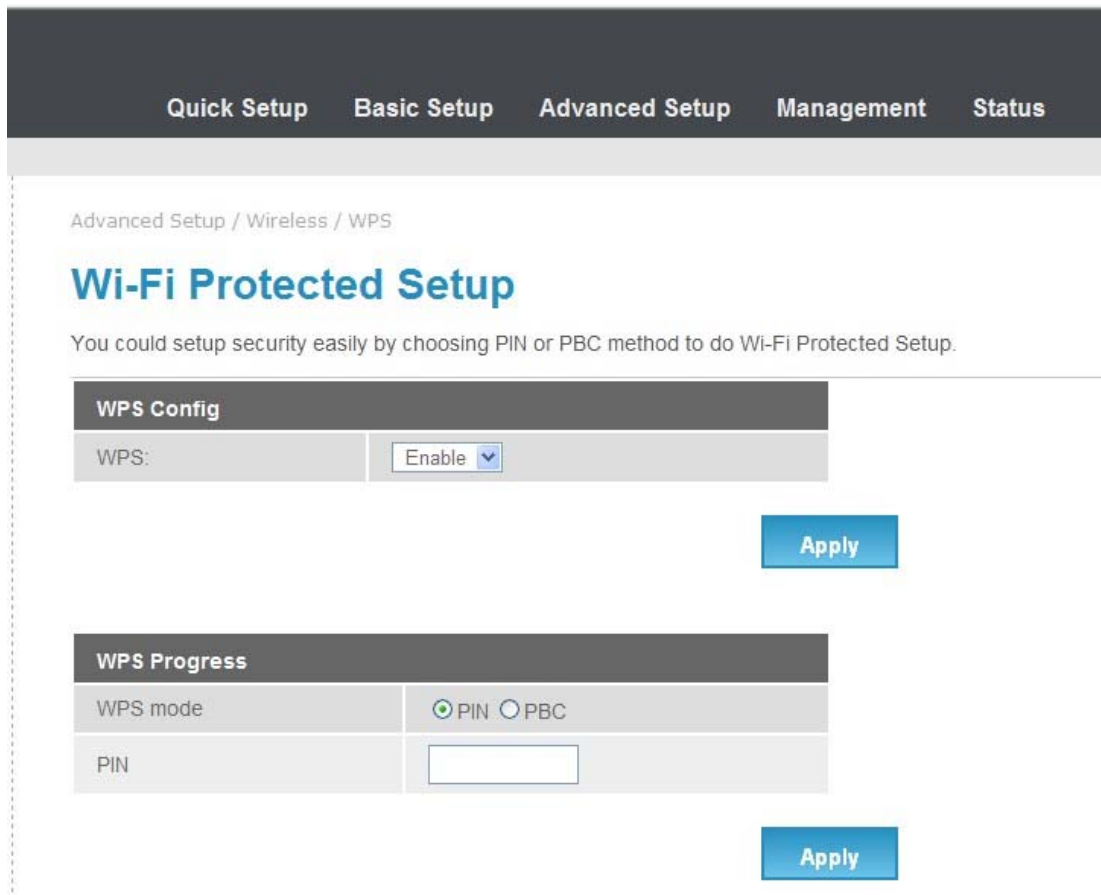 Quick Setup Basic Setup Advanced Setup Management Status
Advanced Setup / Wireless / WPS
Wi-Fi Protected Setup
You could setup security easily by choosing PIN or PBC method to do Wi-Fi Protected Setup.
WPS Config
WPS: Enable
Apply
WPS Progress
WPS mode PIN PBC
PIN
Apply